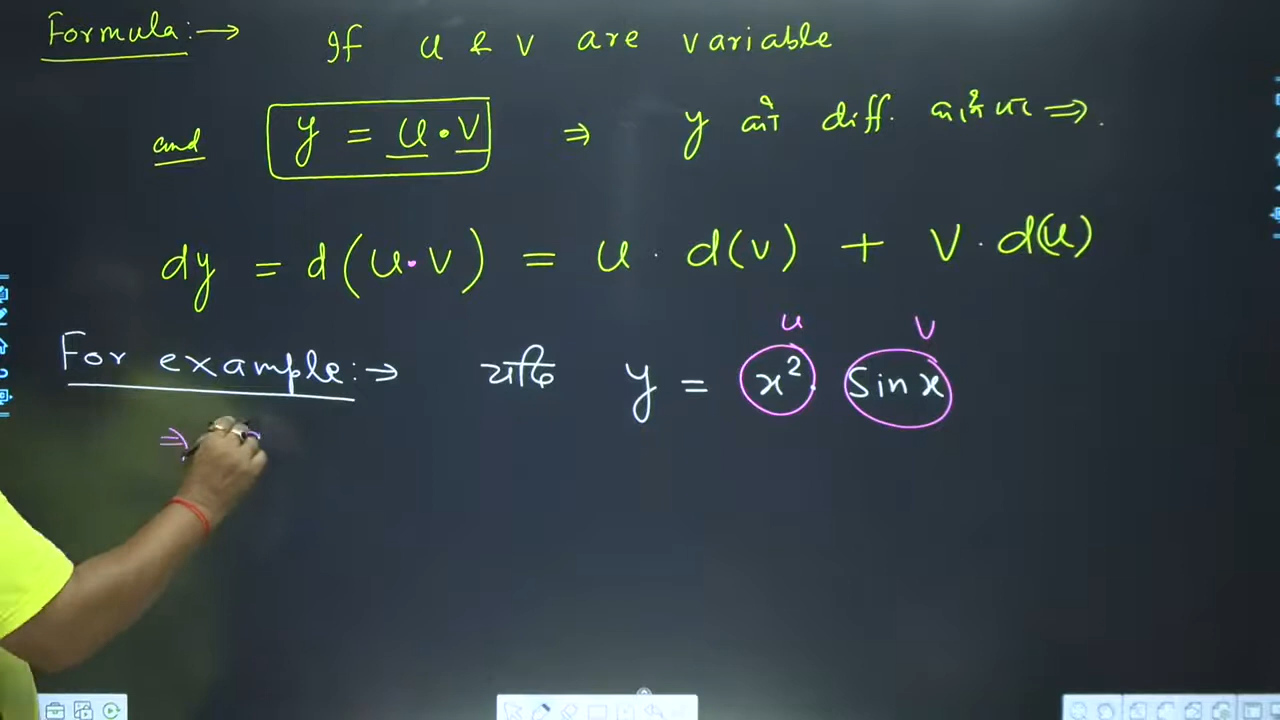 Formula:→ If u & v are variable
and y = u·v ⇒ y का diff. करने पर ⇒
dy = d(u·v) = u · d(v) + v · d(u)
u v
For example:→ यदि y = x². Sin x
⇒